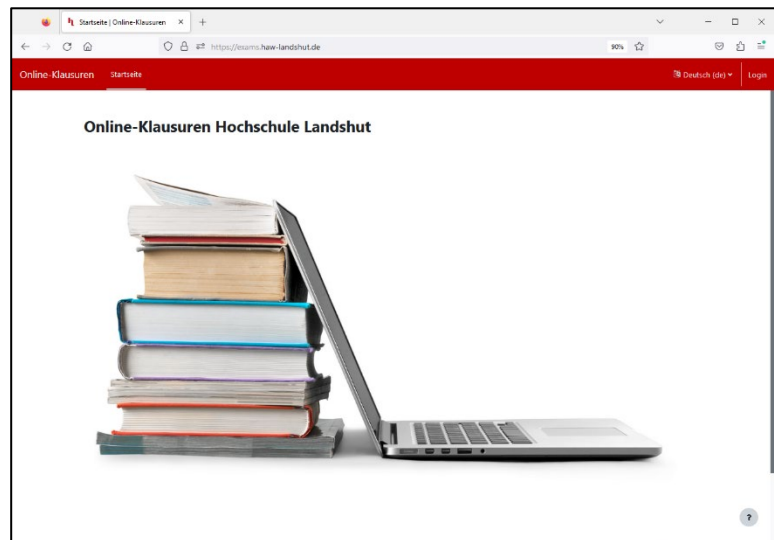 Startseite | Online-Klausuren
https://exams.haw-landshut.de
90%
Online-Klausuren Startseite Deutsch (de) Login
Online-Klausuren Hochschule Landshut
?